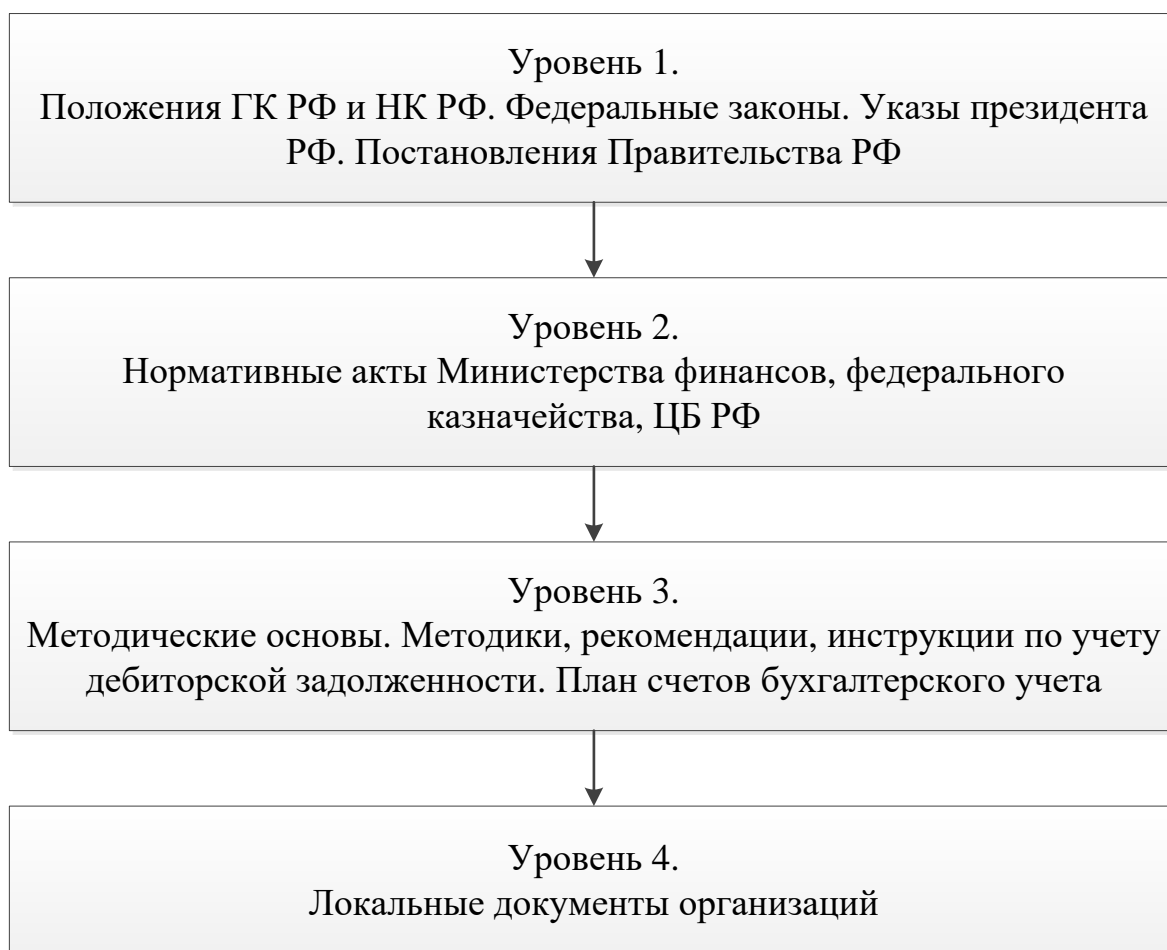 Уровень 1.
Положения ГК РФ и НК РФ. Федеральные законы. Указы президента
РФ. Постановления Правительства РФ
Уровень 2.
Нормативные акты Министерства финансов, федерального
казначейства, ЦБ РФ
Уровень 3.
Методические основы. Методики, рекомендации, инструкции по учету
дебиторской задолженности. План счетов бухгалтерского учета
Уровень 4.
Локальные документы организаций